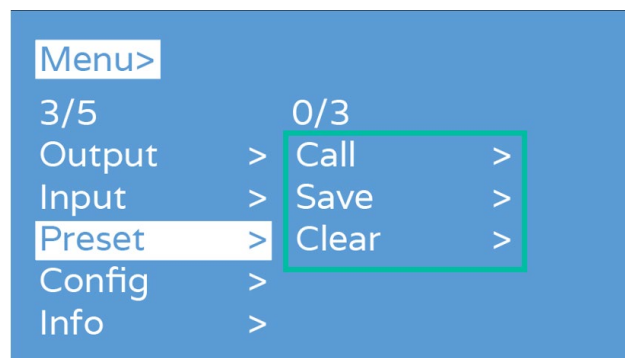 Menu>
3/5 0/3
Output > Call >
Input > Save >
Preset > Clear >
Config >
Info >